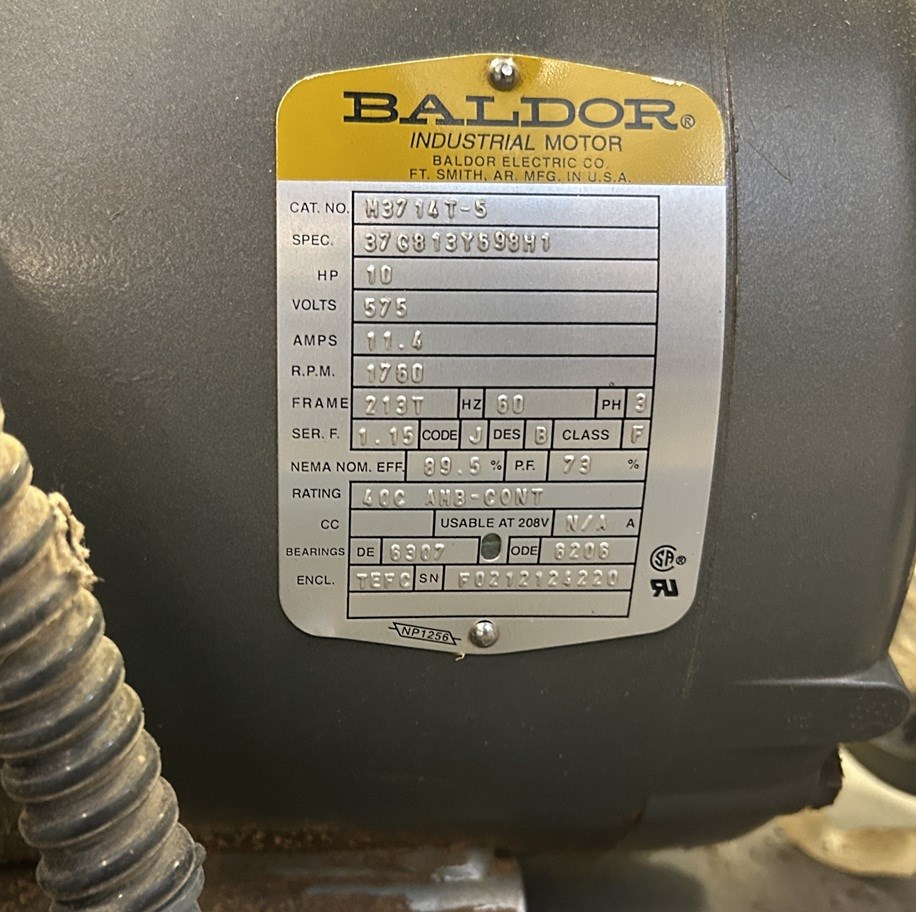 BALDOR®
INDUSTRIAL MOTOR
BALDOR ELECTRIC CO.
FT. SMITH, AR. MFG. IN U.S.A.
CAT. NO. M3714T-5
SPEC. 37G813Y698H1
HP 10
VOLTS 575
AMPS 11.4
R.P.M. 1760
FRAME 213T HZ 60 PH 3
SER. F. 1.15 CODE J DES B CLASS F
NEMA NOM. EFF. 89.5 % P.F. 73 %
RATING 40C AMB-CONT
CC USABLE AT 208V N/A A
BEARINGS DE 6307 ODE 6206
ENCL. TEFC SN F0212124220
NP1256
SA®
RU